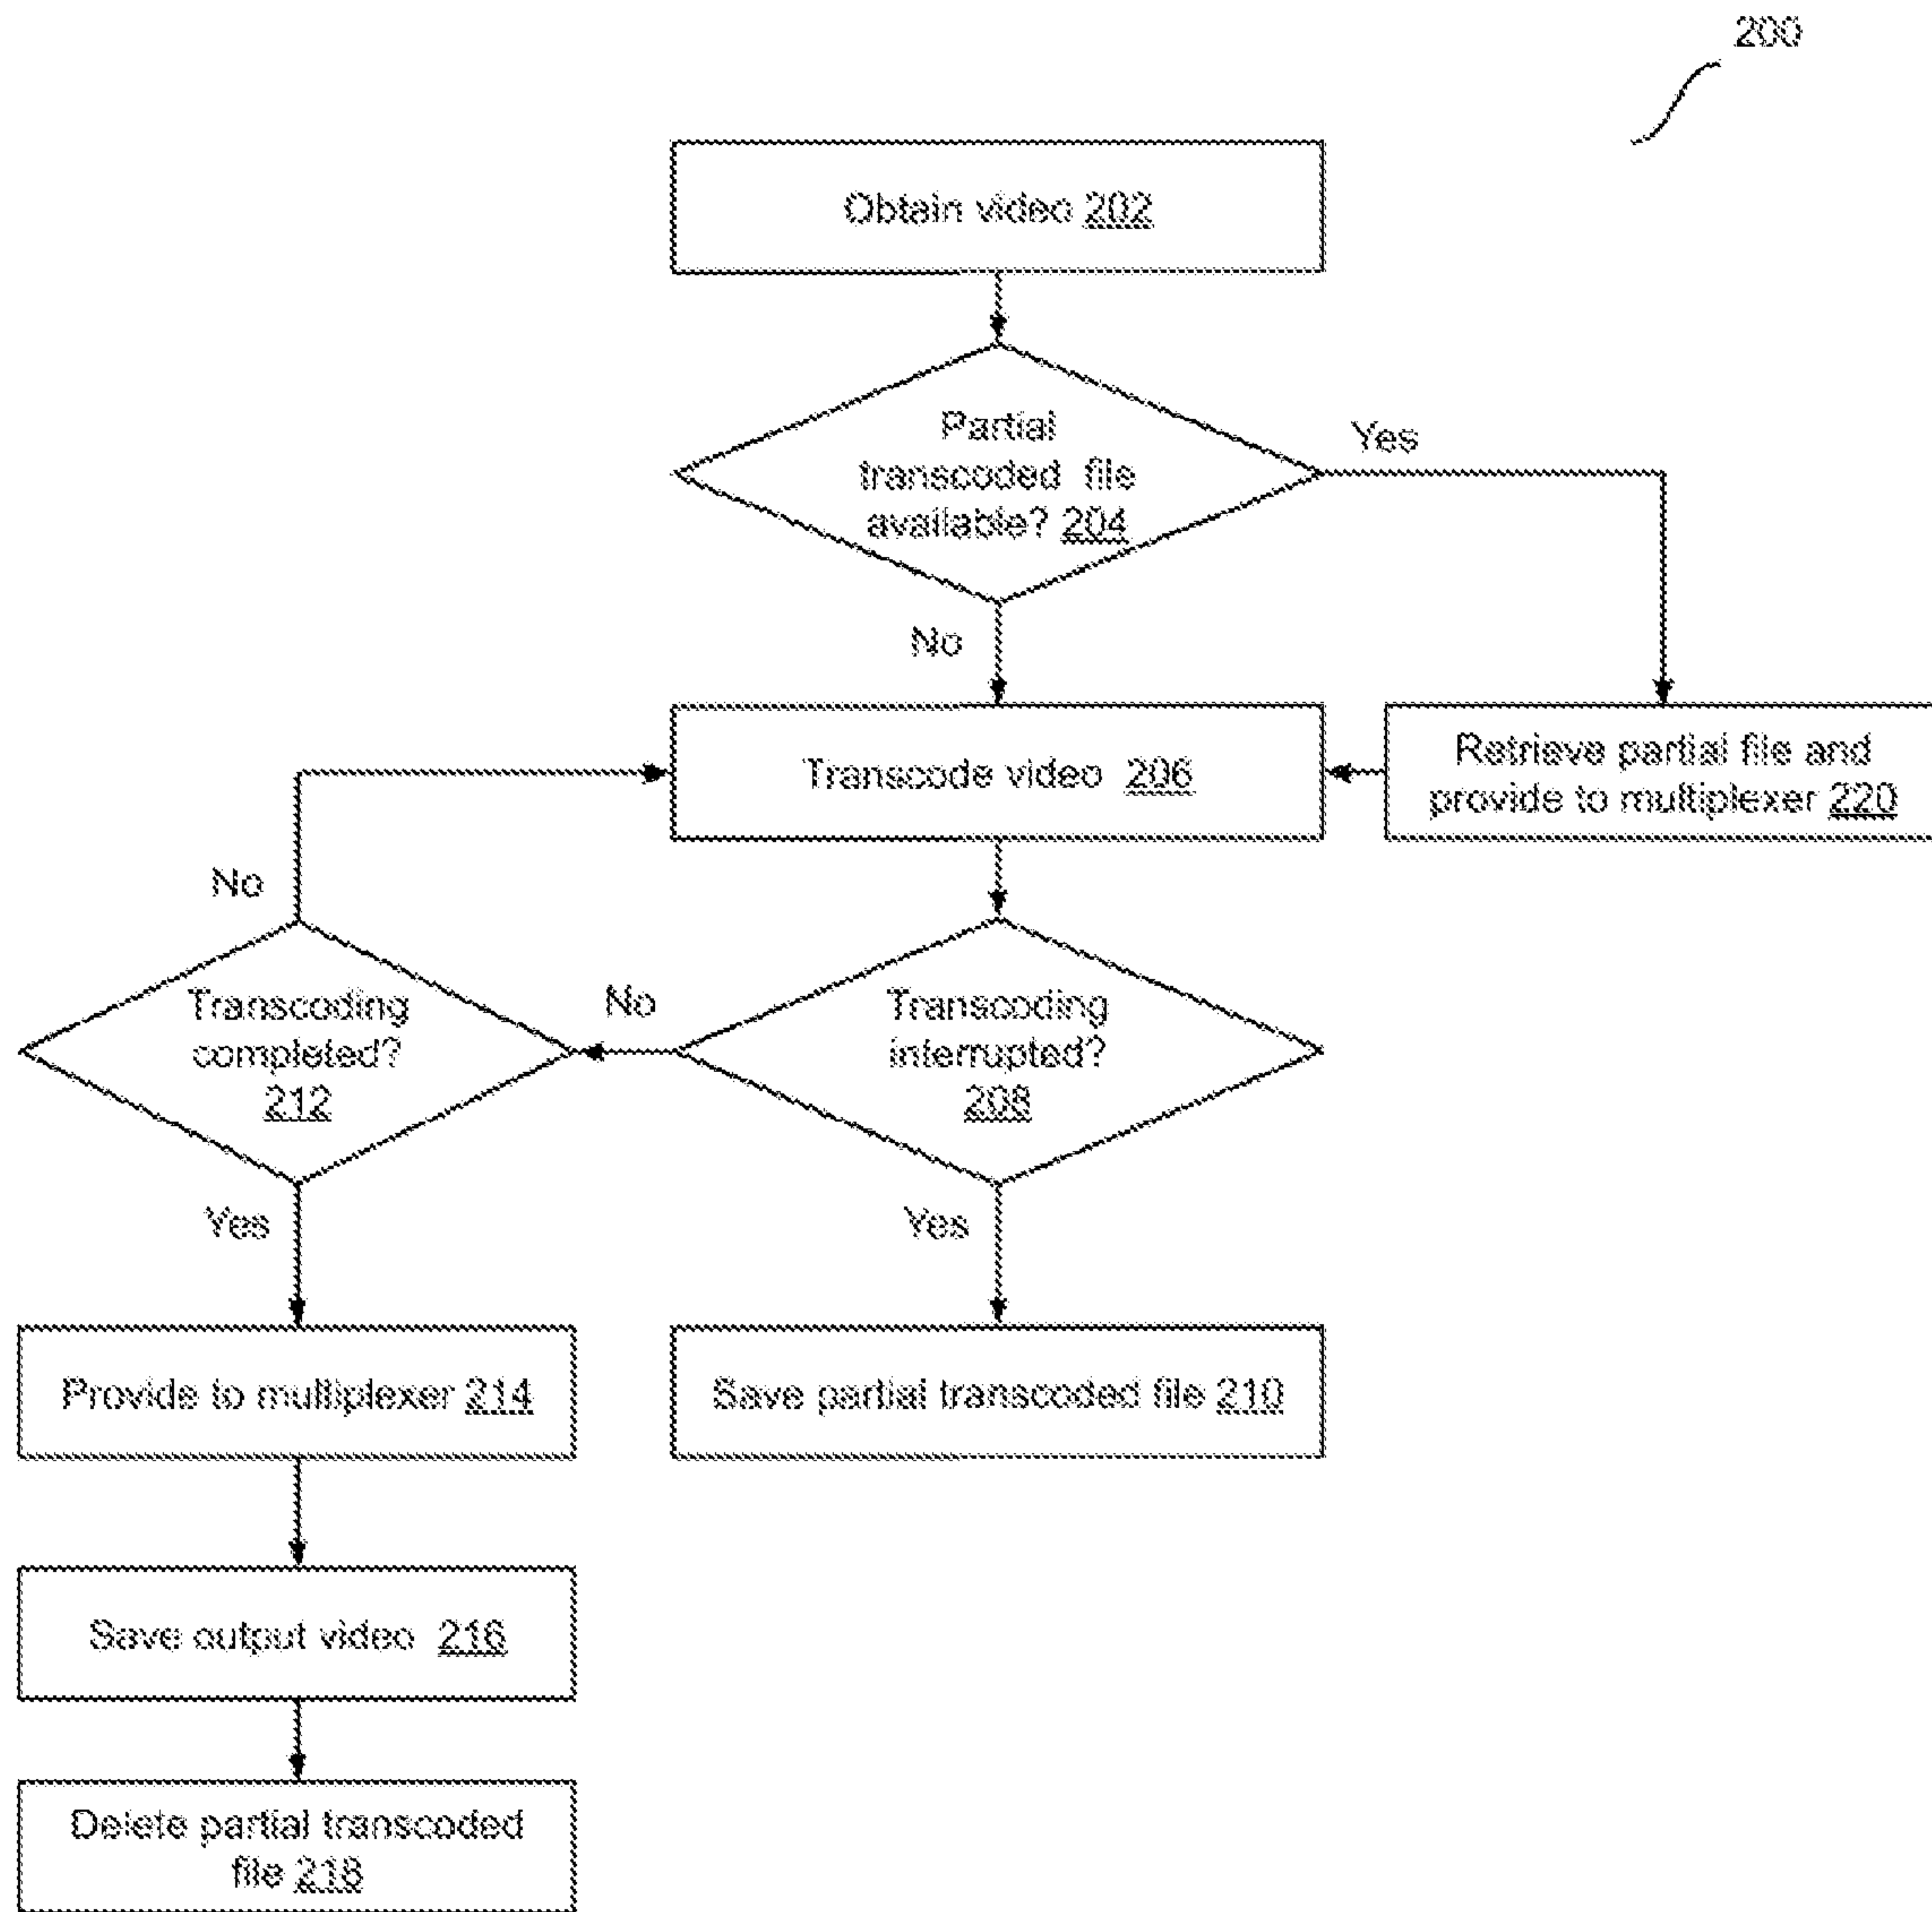 200
Obtain video 202
Partial
transcoded file
available? 204
Yes
No
Transcode video 206
Retrieve partial file and
provide to multiplexer 220
No
Transcoding
completed?
212
No
Transcoding
interrupted?
208
Yes
Yes
Provide to multiplexer 214
Save partial transcoded file 210
Save output video 216
Delete partial transcoded
file 218